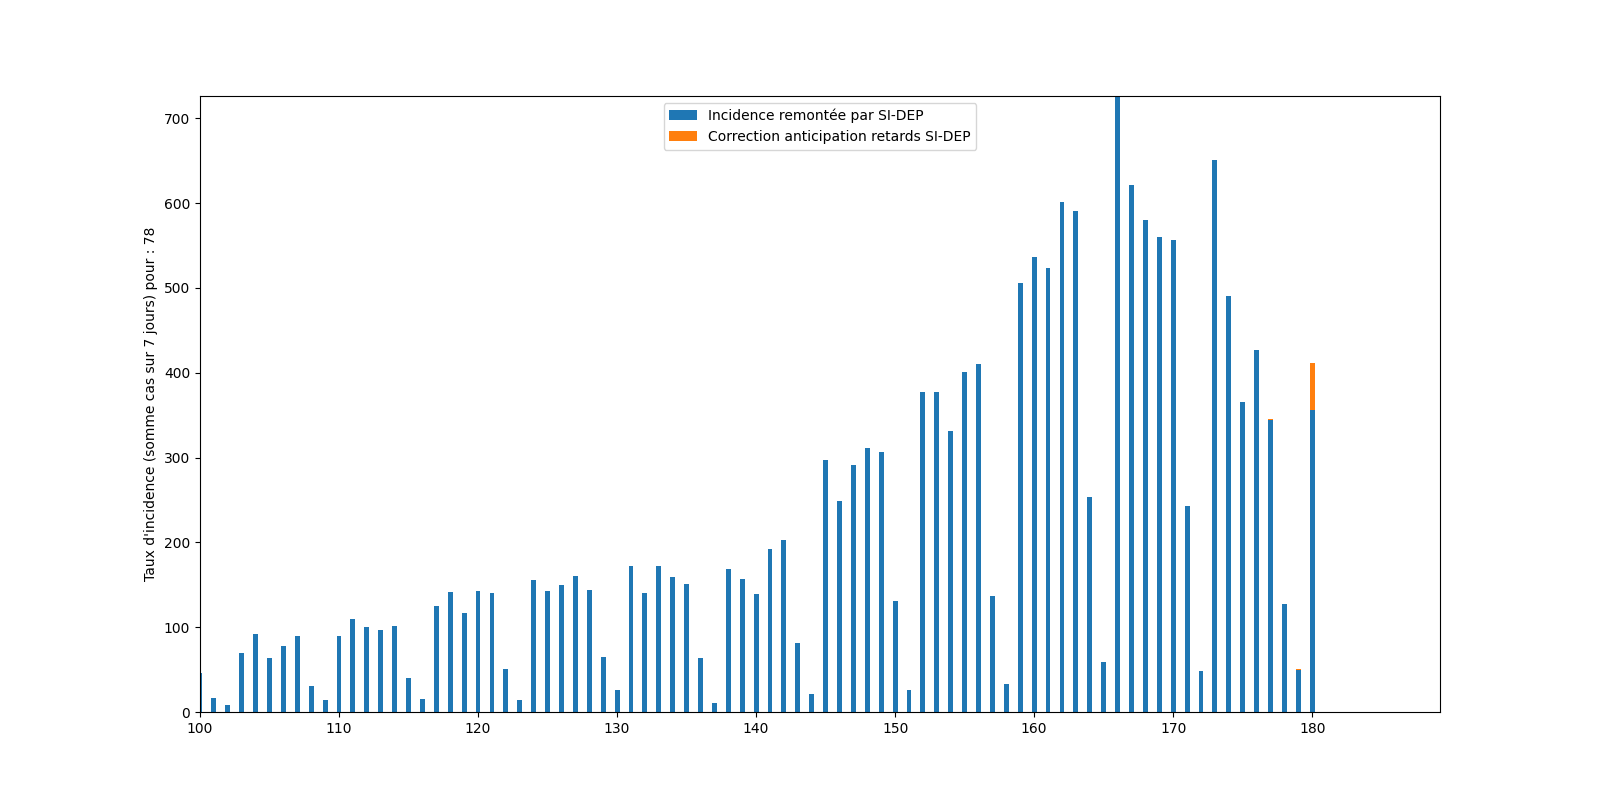 Incidence remontée par SI-DEP
Correction anticipation retards SI-DEP
Taux d'incidence (somme cas sur 7 jours) pour : 78
700
600
500
400
300
200
100
0
100 110 120 130 140 150 160 170 180